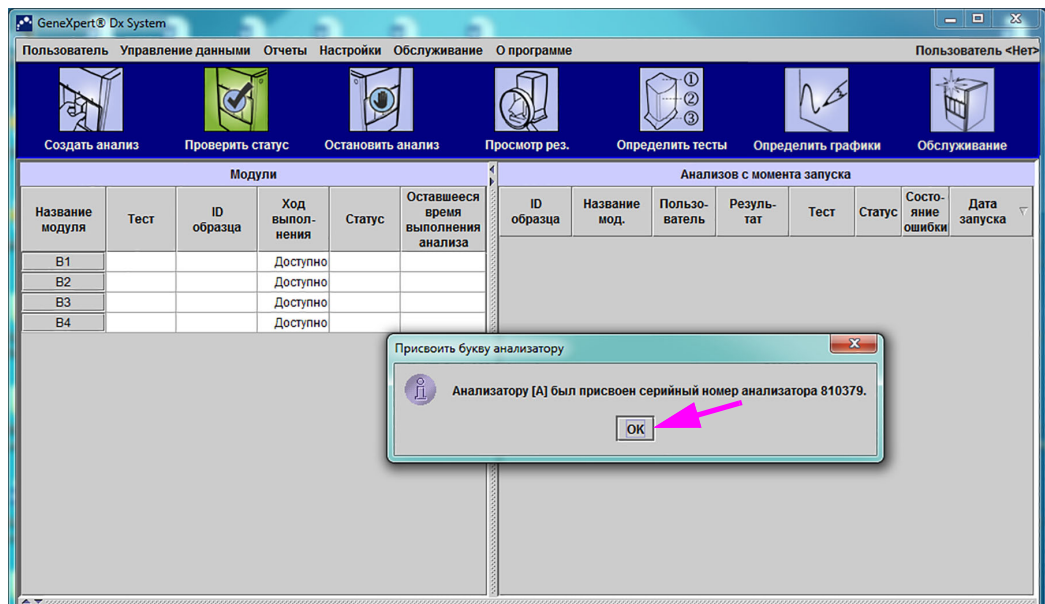 GeneXpert® Dx System
Пользователь Управление данными Отчеты Настройки Обслуживание О программе Пользователь <Нет>
① ② ③
Создать анализ Проверить статус Остановить анализ Просмотр рез. Определить тесты Определить графики Обслуживание
Модули
Название модуля Тест ID образца Ход выпол-нения Статус Оставшееся время выполнения анализа
B1 Доступно
B2 Доступно
B3 Доступно
B4 Доступно
Анализов с момента запуска
ID образца Название мод. Пользо-ватель Резуль-тат Тест Статус Состо-яние ошибки Дата запуска
Присвоить букву анализатору
Анализатору [A] был присвоен серийный номер анализатора 810379.
OK